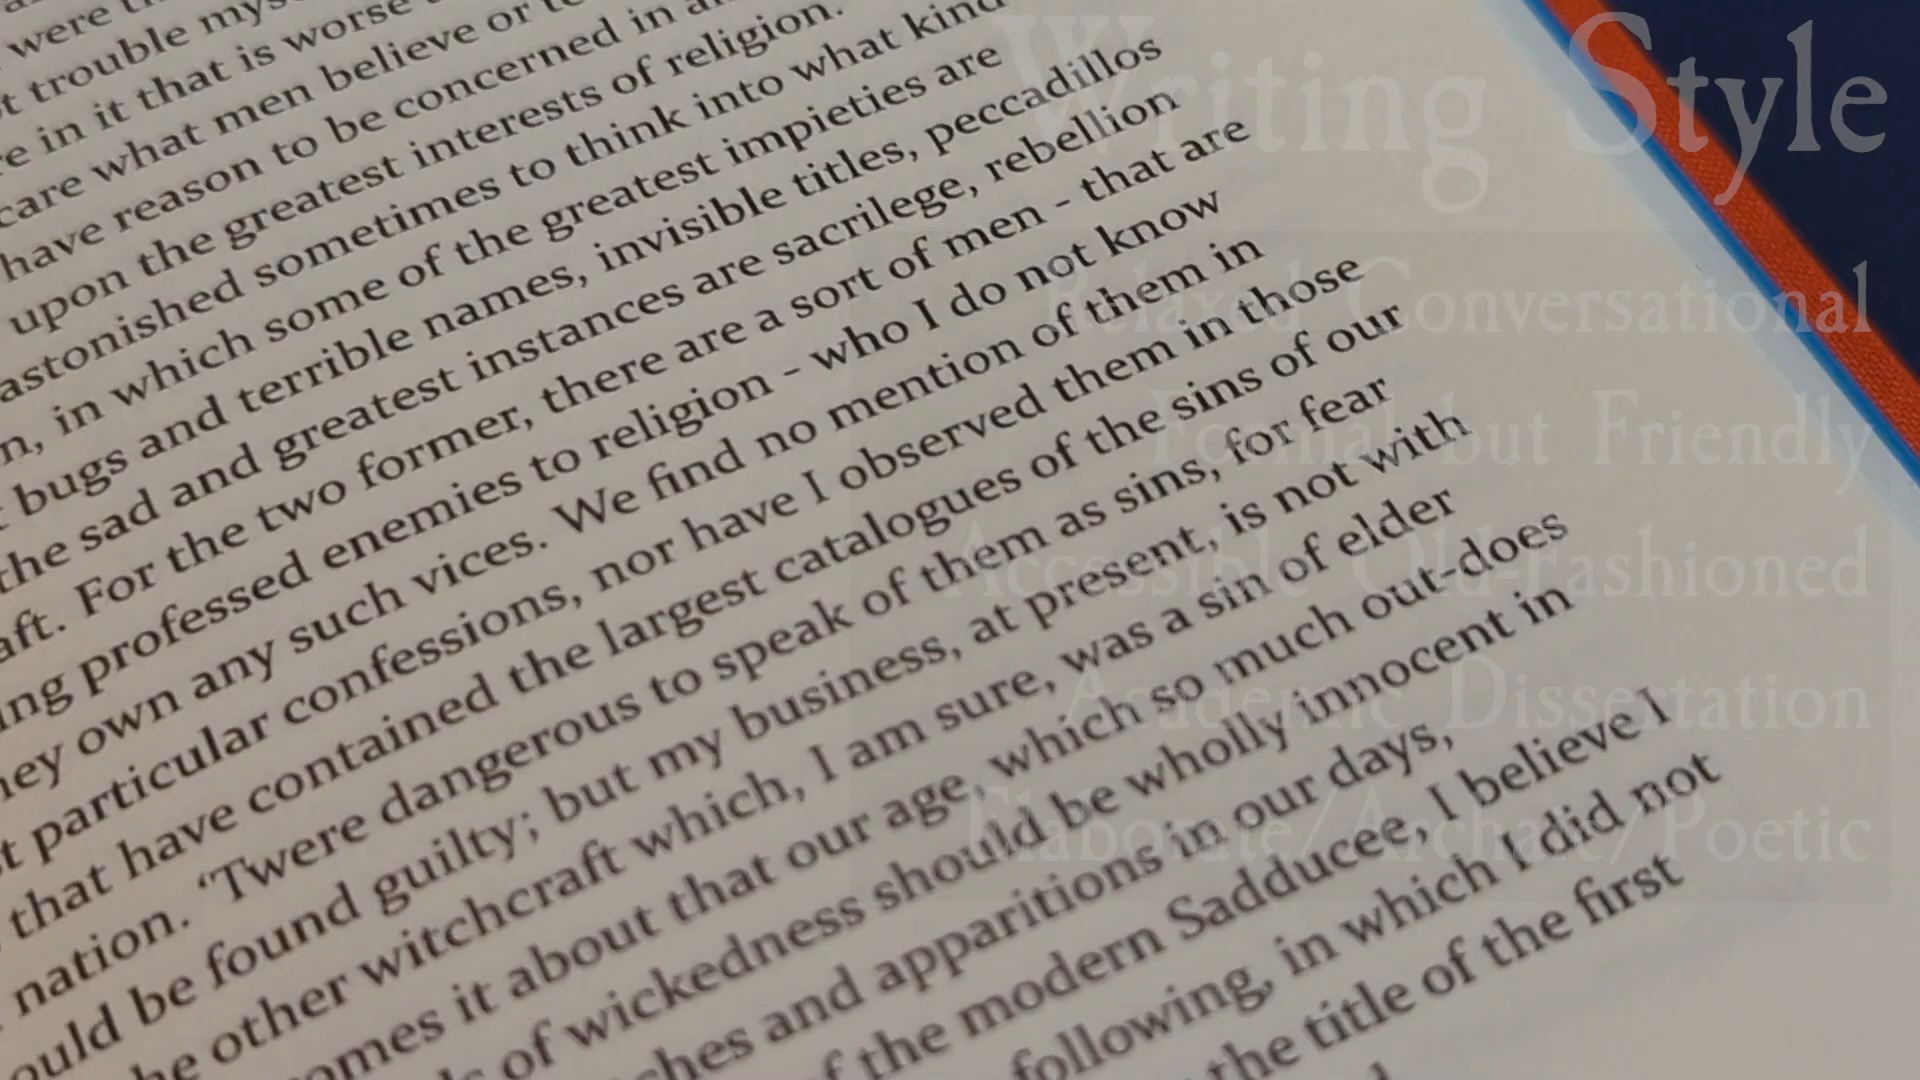 were
t trouble mys
re in it that is worse
care what men believe or
have reason to be concerned in
upon the greatest interests of religion.
astonished sometimes to think into what kind
n, in which some of the greatest impieties are
bugs and terrible names, invisible titles, peccadillos
the sad and greatest instances are sacrilege, rebellion
aft. For the two former, there are a sort of men - that are
ing professed enemies to religion - who I do not know
hey own any such vices. We find no mention of them in
t particular confessions, nor have I observed them in those
that have contained the largest catalogues of the sins of our
nation. ‘Twere dangerous to speak of them as sins, for fear
ould be found guilty; but my business, at present, is not with
he other witchcraft which, I am sure, was a sin of elder
omes it about that our age, which so much out-does
s of wickedness should be wholly innocent in
ches and apparitions in our days,
f the modern Sadducee, I believe I
following, in which I did not
the title of the first
Writing Style
Relaxed Conversational
Formal but Friendly
Accessible Old-Fashioned
Academic Dissertation
Elaborate/Archaic/Poetic